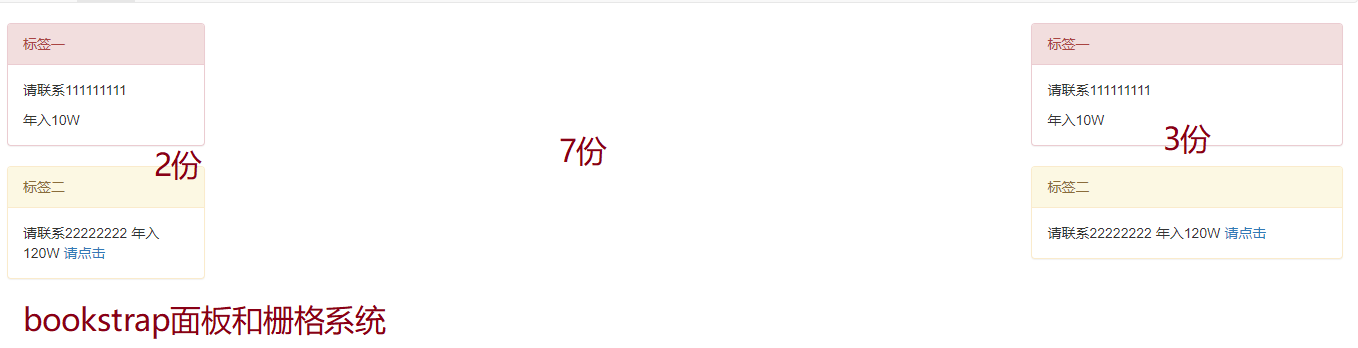 标签一
请联系111111111
年入10W
2份
标签二
请联系22222222 年入
120W 请点击
7份
标签一
请联系111111111
年入10W
3份
标签二
请联系22222222 年入120W 请点击
bookstrap面板和栅格系统